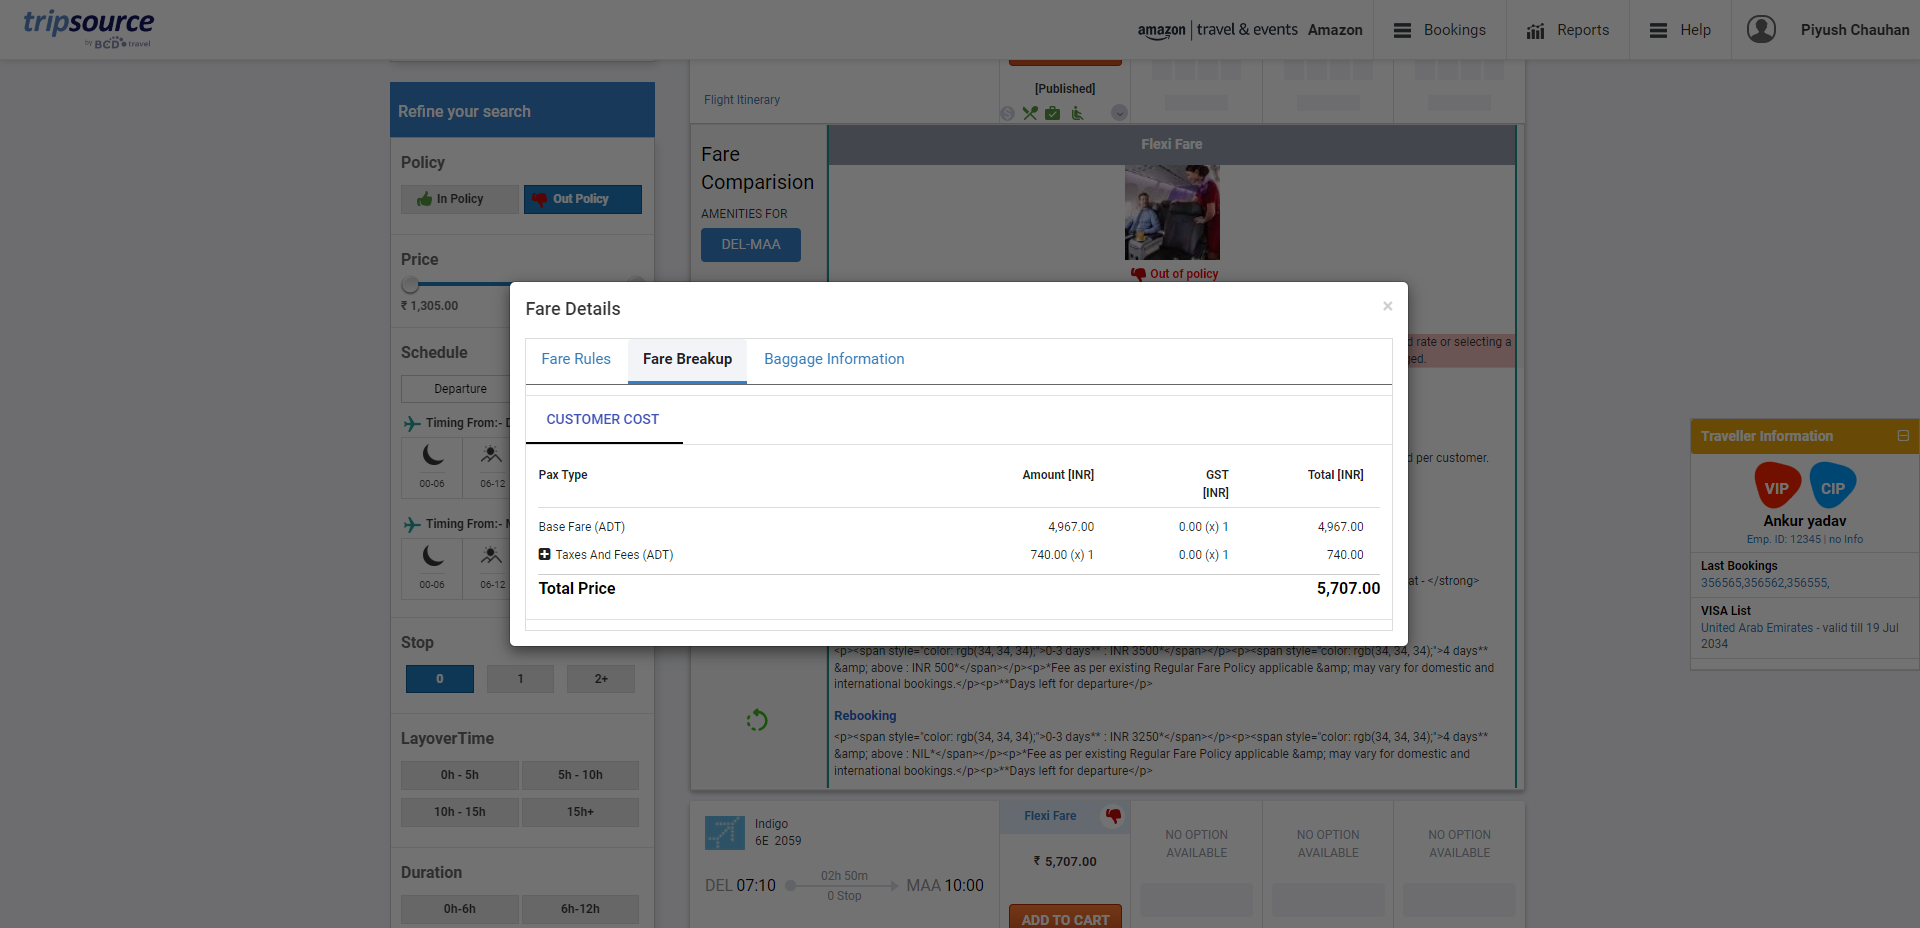 tripsource
by BCD travel
amazon | travel & events Amazon
Bookings
Reports
Help
Piyush Chauhan
Refine your search
Policy
In Policy
Out Policy
Price
₹ 1,305.00
Schedule
Departure
Timing From:-
00-06
06-12
Timing From:-
00-06
06-12
Stop
0
1
2+
LayoverTime
0h - 5h
5h - 10h
10h - 15h
15h+
Duration
0h-6h
6h-12h
Flight Itinerary
[Published]
Fare
Comparision
AMENITIES FOR
DEL-MAA
Flexi Fare
Out of policy
d rate or selecting a
ged.
d per customer.
at - </strong>
Fare Details
×
Fare Rules
Fare Breakup
Baggage Information
CUSTOMER COST
Pax Type Amount [INR] GST Total [INR]
[INR]
Base Fare (ADT) 4,967.00 0.00 (x) 1 4,967.00
Taxes And Fees (ADT) 740.00 (x) 1 0.00 (x) 1 740.00
Total Price 5,707.00
<p><span style="color: rgb(34, 34, 34);">0-3 days** : INR 3500*</span></p><p><span style="color: rgb(34, 34, 34);">4 days**
&amp; above : INR 500*</span></p><p>*Fee as per existing Regular Fare Policy applicable &amp; may vary for domestic and
international bookings.</p><p>**Days left for departure</p>
Rebooking
<p><span style="color: rgb(34, 34, 34);">0-3 days** : INR 3250*</span></p><p><span style="color: rgb(34, 34, 34);">4 days**
&amp; above : NIL*</span></p><p>*Fee as per existing Regular Fare Policy applicable &amp; may vary for domestic and
international bookings.</p><p>**Days left for departure</p>
Indigo
6E 2059
DEL 07:10
02h 50m
0 Stop
MAA 10:00
Flexi Fare
₹ 5,707.00
ADD TO CART
NO OPTION
AVAILABLE
NO OPTION
AVAILABLE
NO OPTION
AVAILABLE
Traveller Information
VIP
CIP
Ankur yadav
Emp. ID: 12345 | no Info
Last Bookings
356565,356562,356555,
VISA List
United Arab Emirates - valid till 19 Jul
2034